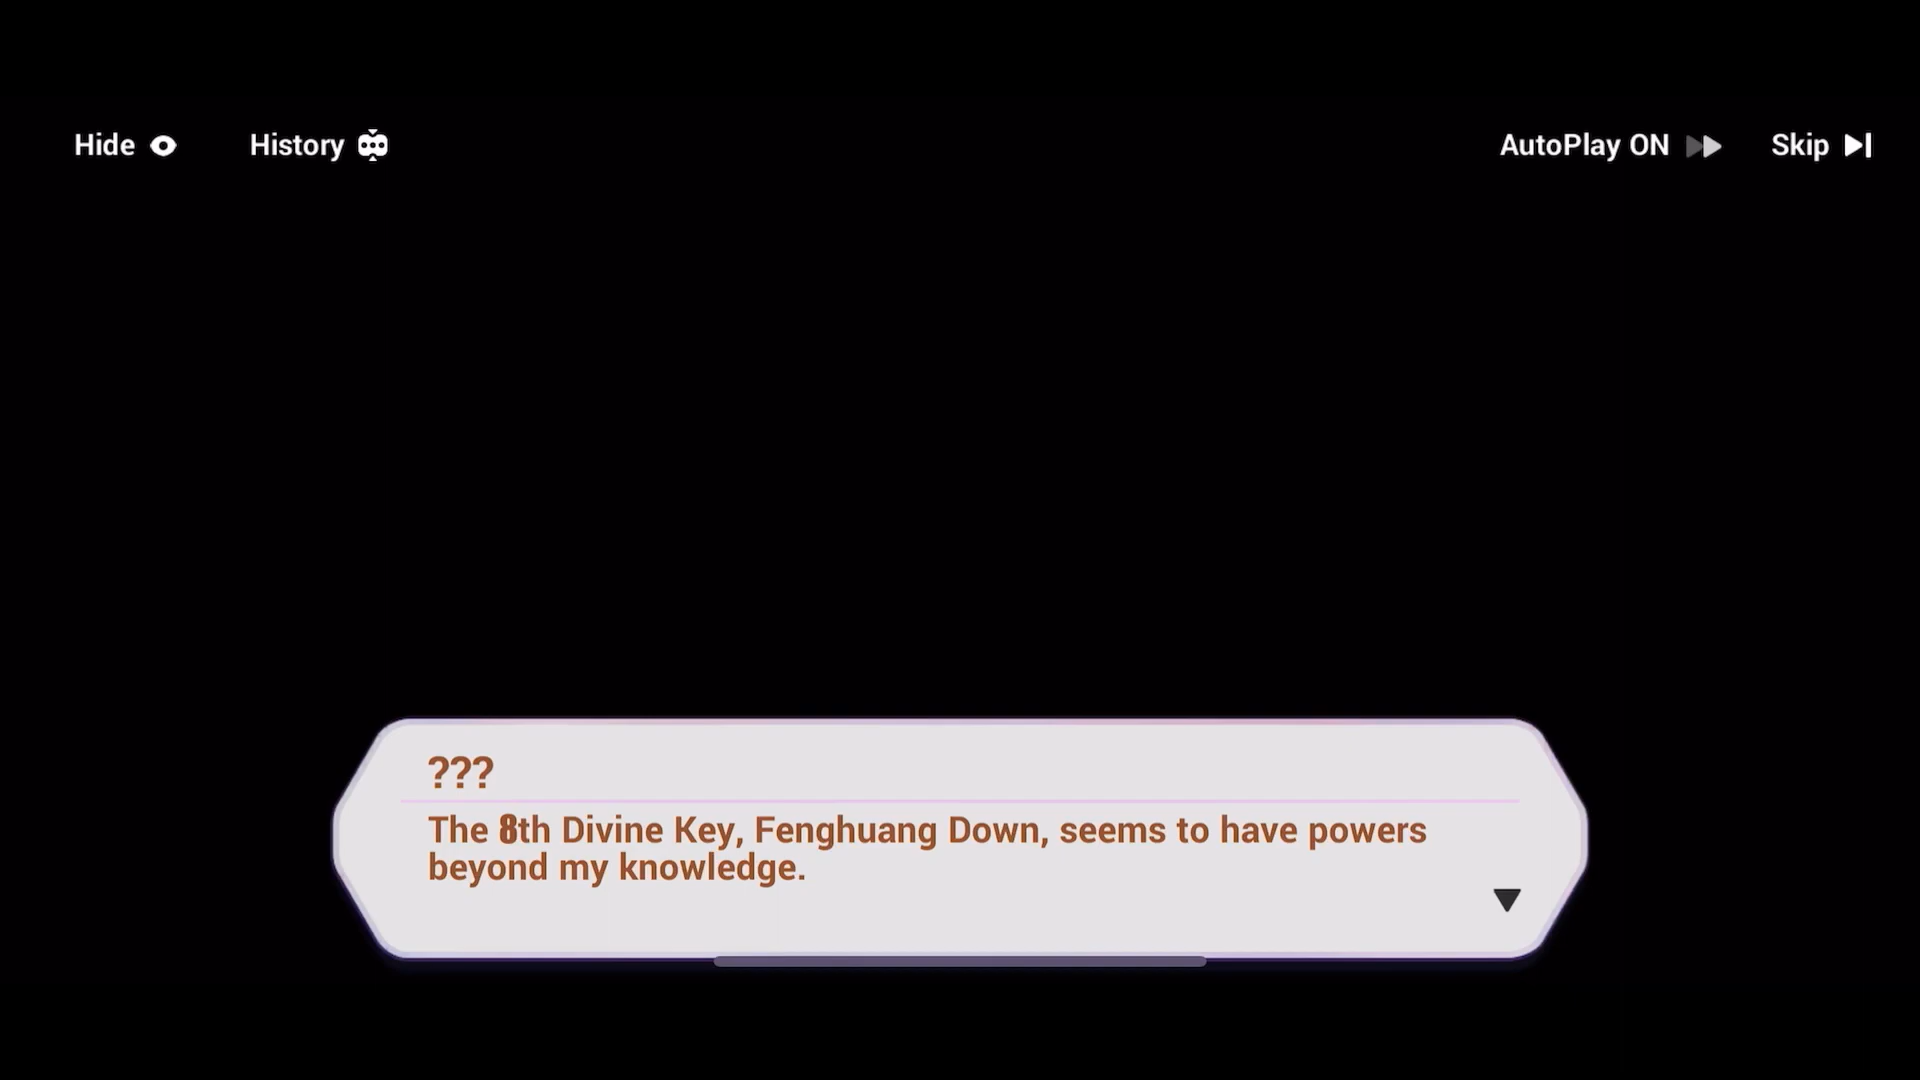 Hide
History
AutoPlay ON
Skip
???
The 8th Divine Key, Fenghuang Down, seems to have powers
beyond my knowledge.